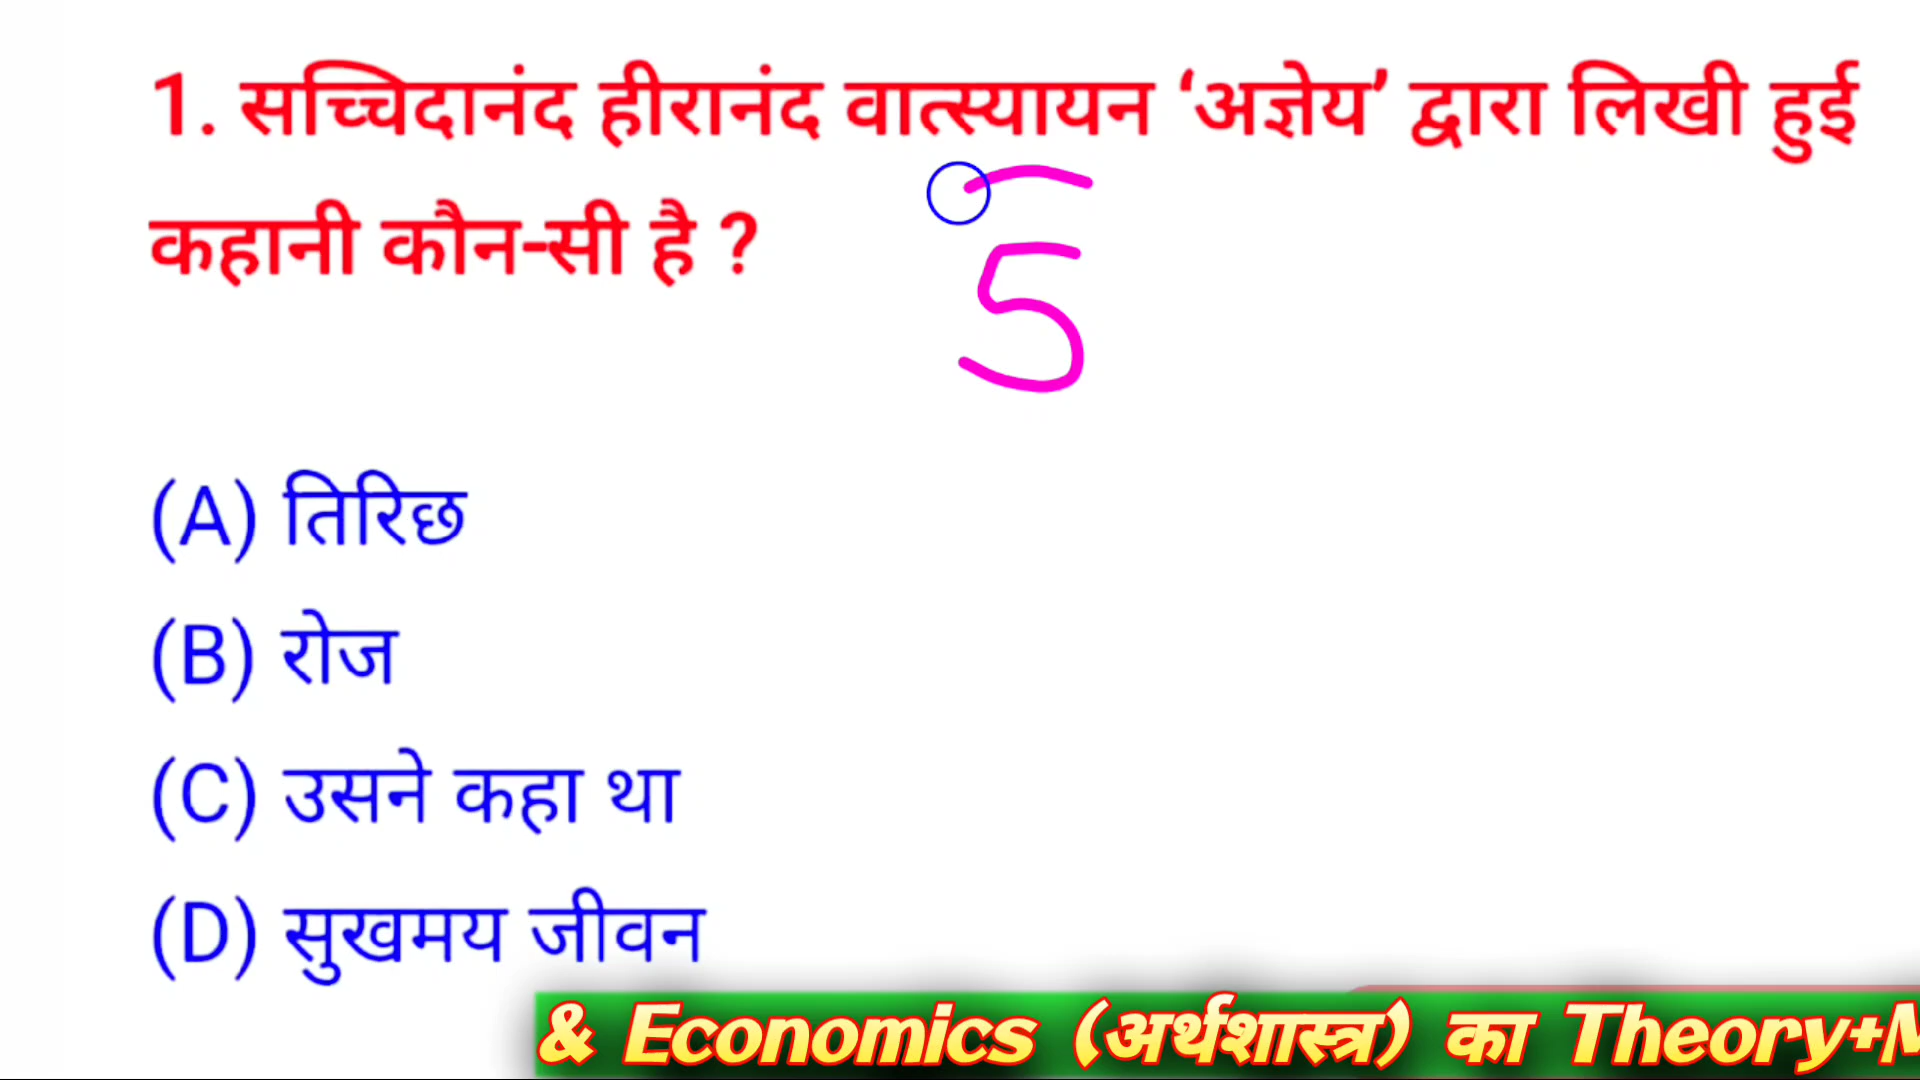 1. सच्चिदानंद हीरानंद वात्स्यायन ‘अज्ञेय’ द्वारा लिखी हुई
कहानी कौन-सी है ?
5
(A) तिरिछ
(B) रोज
(C) उसने कहा था
(D) सुखमय जीवन
& Economics (अर्थशास्त्र) का Theory+